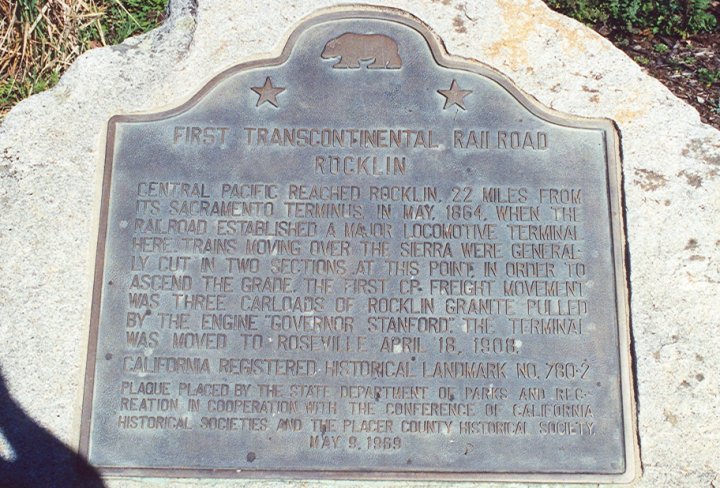 FIRST TRANSCONTINENTAL RAILROAD
ROCKLIN
CENTRAL PACIFIC REACHED ROCKLIN, 22 MILES FROM
ITS SACRAMENTO TERMINUS, IN MAY, 1864, WHEN THE
RAILROAD ESTABLISHED A MAJOR LOCOMOTIVE TERMINAL
HERE. TRAINS MOVING OVER THE SIERRA WERE GENERAL-
LY CUT IN TWO SECTIONS AT THIS POINT IN ORDER TO
ASCEND THE GRADE. THE FIRST CP FREIGHT MOVEMENT
WAS THREE CARLOADS OF ROCKLIN GRANITE PULLED
BY THE ENGINE "GOVERNOR STANFORD." THE TERMINAL
WAS MOVED TO ROSEVILLE APRIL 18, 1908.
CALIFORNIA REGISTERED HISTORICAL LANDMARK NO. 780-2
PLAQUE PLACED BY THE STATE DEPARTMENT OF PARKS AND REC-
REATION IN COOPERATION WITH THE CONFERENCE OF CALIFORNIA
HISTORICAL SOCIETIES AND THE PLACER COUNTY HISTORICAL SOCIETY,
MAY 9, 1969